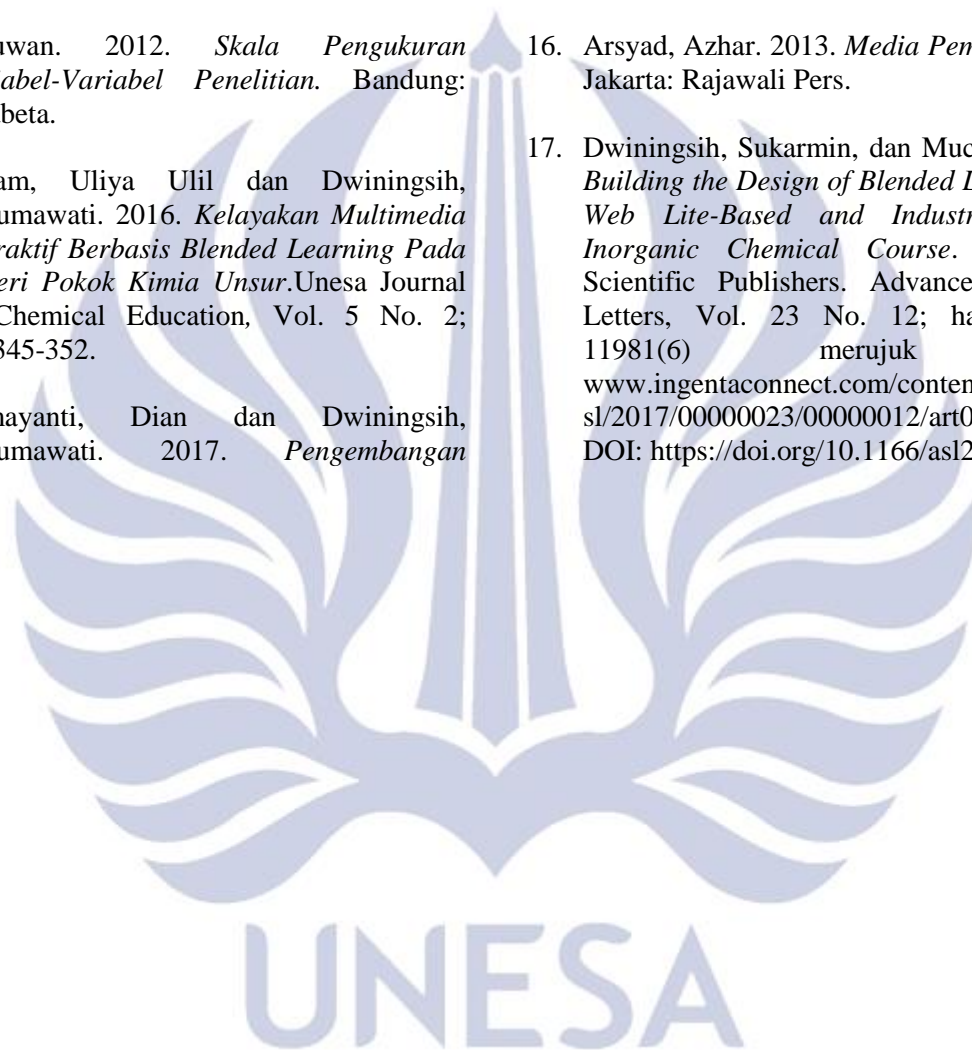 uwan. 2012. Skala Pengukuran
abel-Variabel Penelitian. Bandung:
beta.
am, Uliya Ulil dan Dwiningsih,
umawati. 2016. Kelayakan Multimedia
raktif Berbasis Blended Learning Pada
eri Pokok Kimia Unsur.Unesa Journal
Chemical Education, Vol. 5 No. 2;
345-352.
nayanti, Dian dan Dwiningsih,
umawati. 2017. Pengembangan
16. Arsyad, Azhar. 2013. Media Pen
Jakarta: Rajawali Pers.
17. Dwiningsih, Sukarmin, dan Muc
Building the Design of Blended L
Web Lite-Based and Industr
Inorganic Chemical Course.
Scientific Publishers. Advance
Letters, Vol. 23 No. 12; ha
11981(6) merujuk
www.ingentaconnect.com/conten
sl/2017/00000023/00000012/art0
DOI: https://doi.org/10.1166/asl2
UNESA